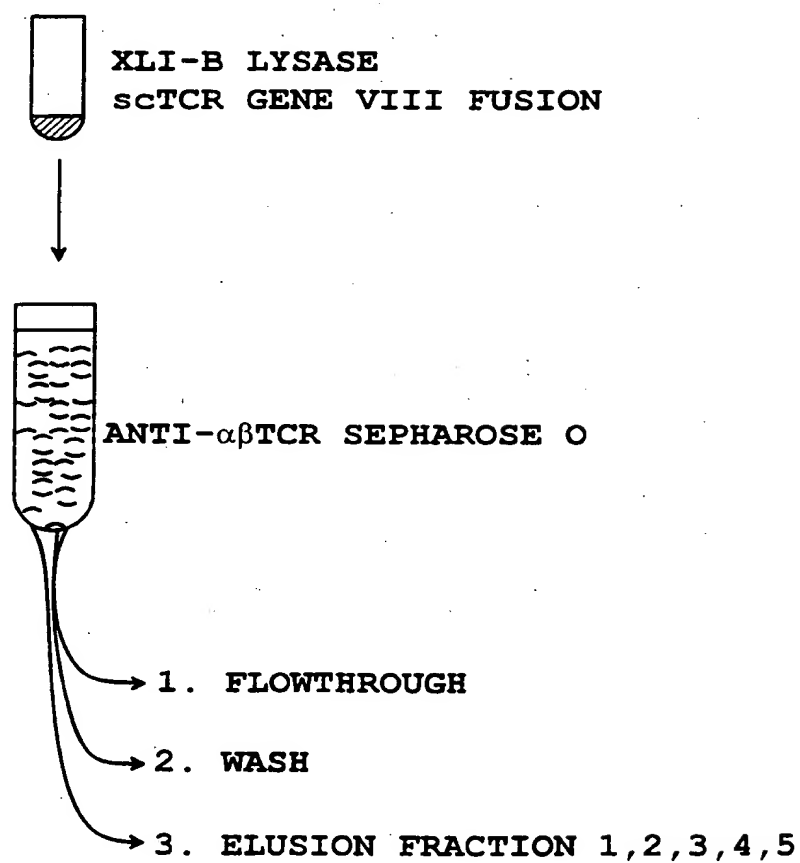 XLI-B LYSASE
scTCR GENE VIII FUSION
ANTI-αβTCR SEPHAROSE O
1. FLOWTHROUGH
2. WASH
3. ELUSION FRACTION 1,2,3,4,5